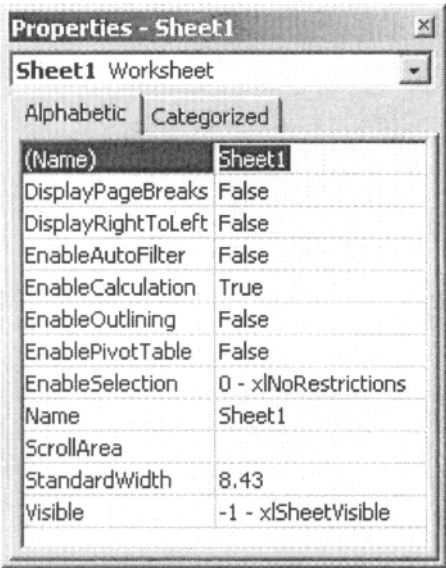 Properties - Sheet1
Sheet1 Worksheet
Alphabetic Categorized
(Name) Sheet1
DisplayPageBreaks False
DisplayRightToLeft False
EnableAutoFilter False
EnableCalculation True
EnableOutlining False
EnablePivotTable False
EnableSelection 0 - xlNoRestrictions
Name Sheet1
ScrollArea
StandardWidth 8.43
Visible -1 - xlSheetVisible